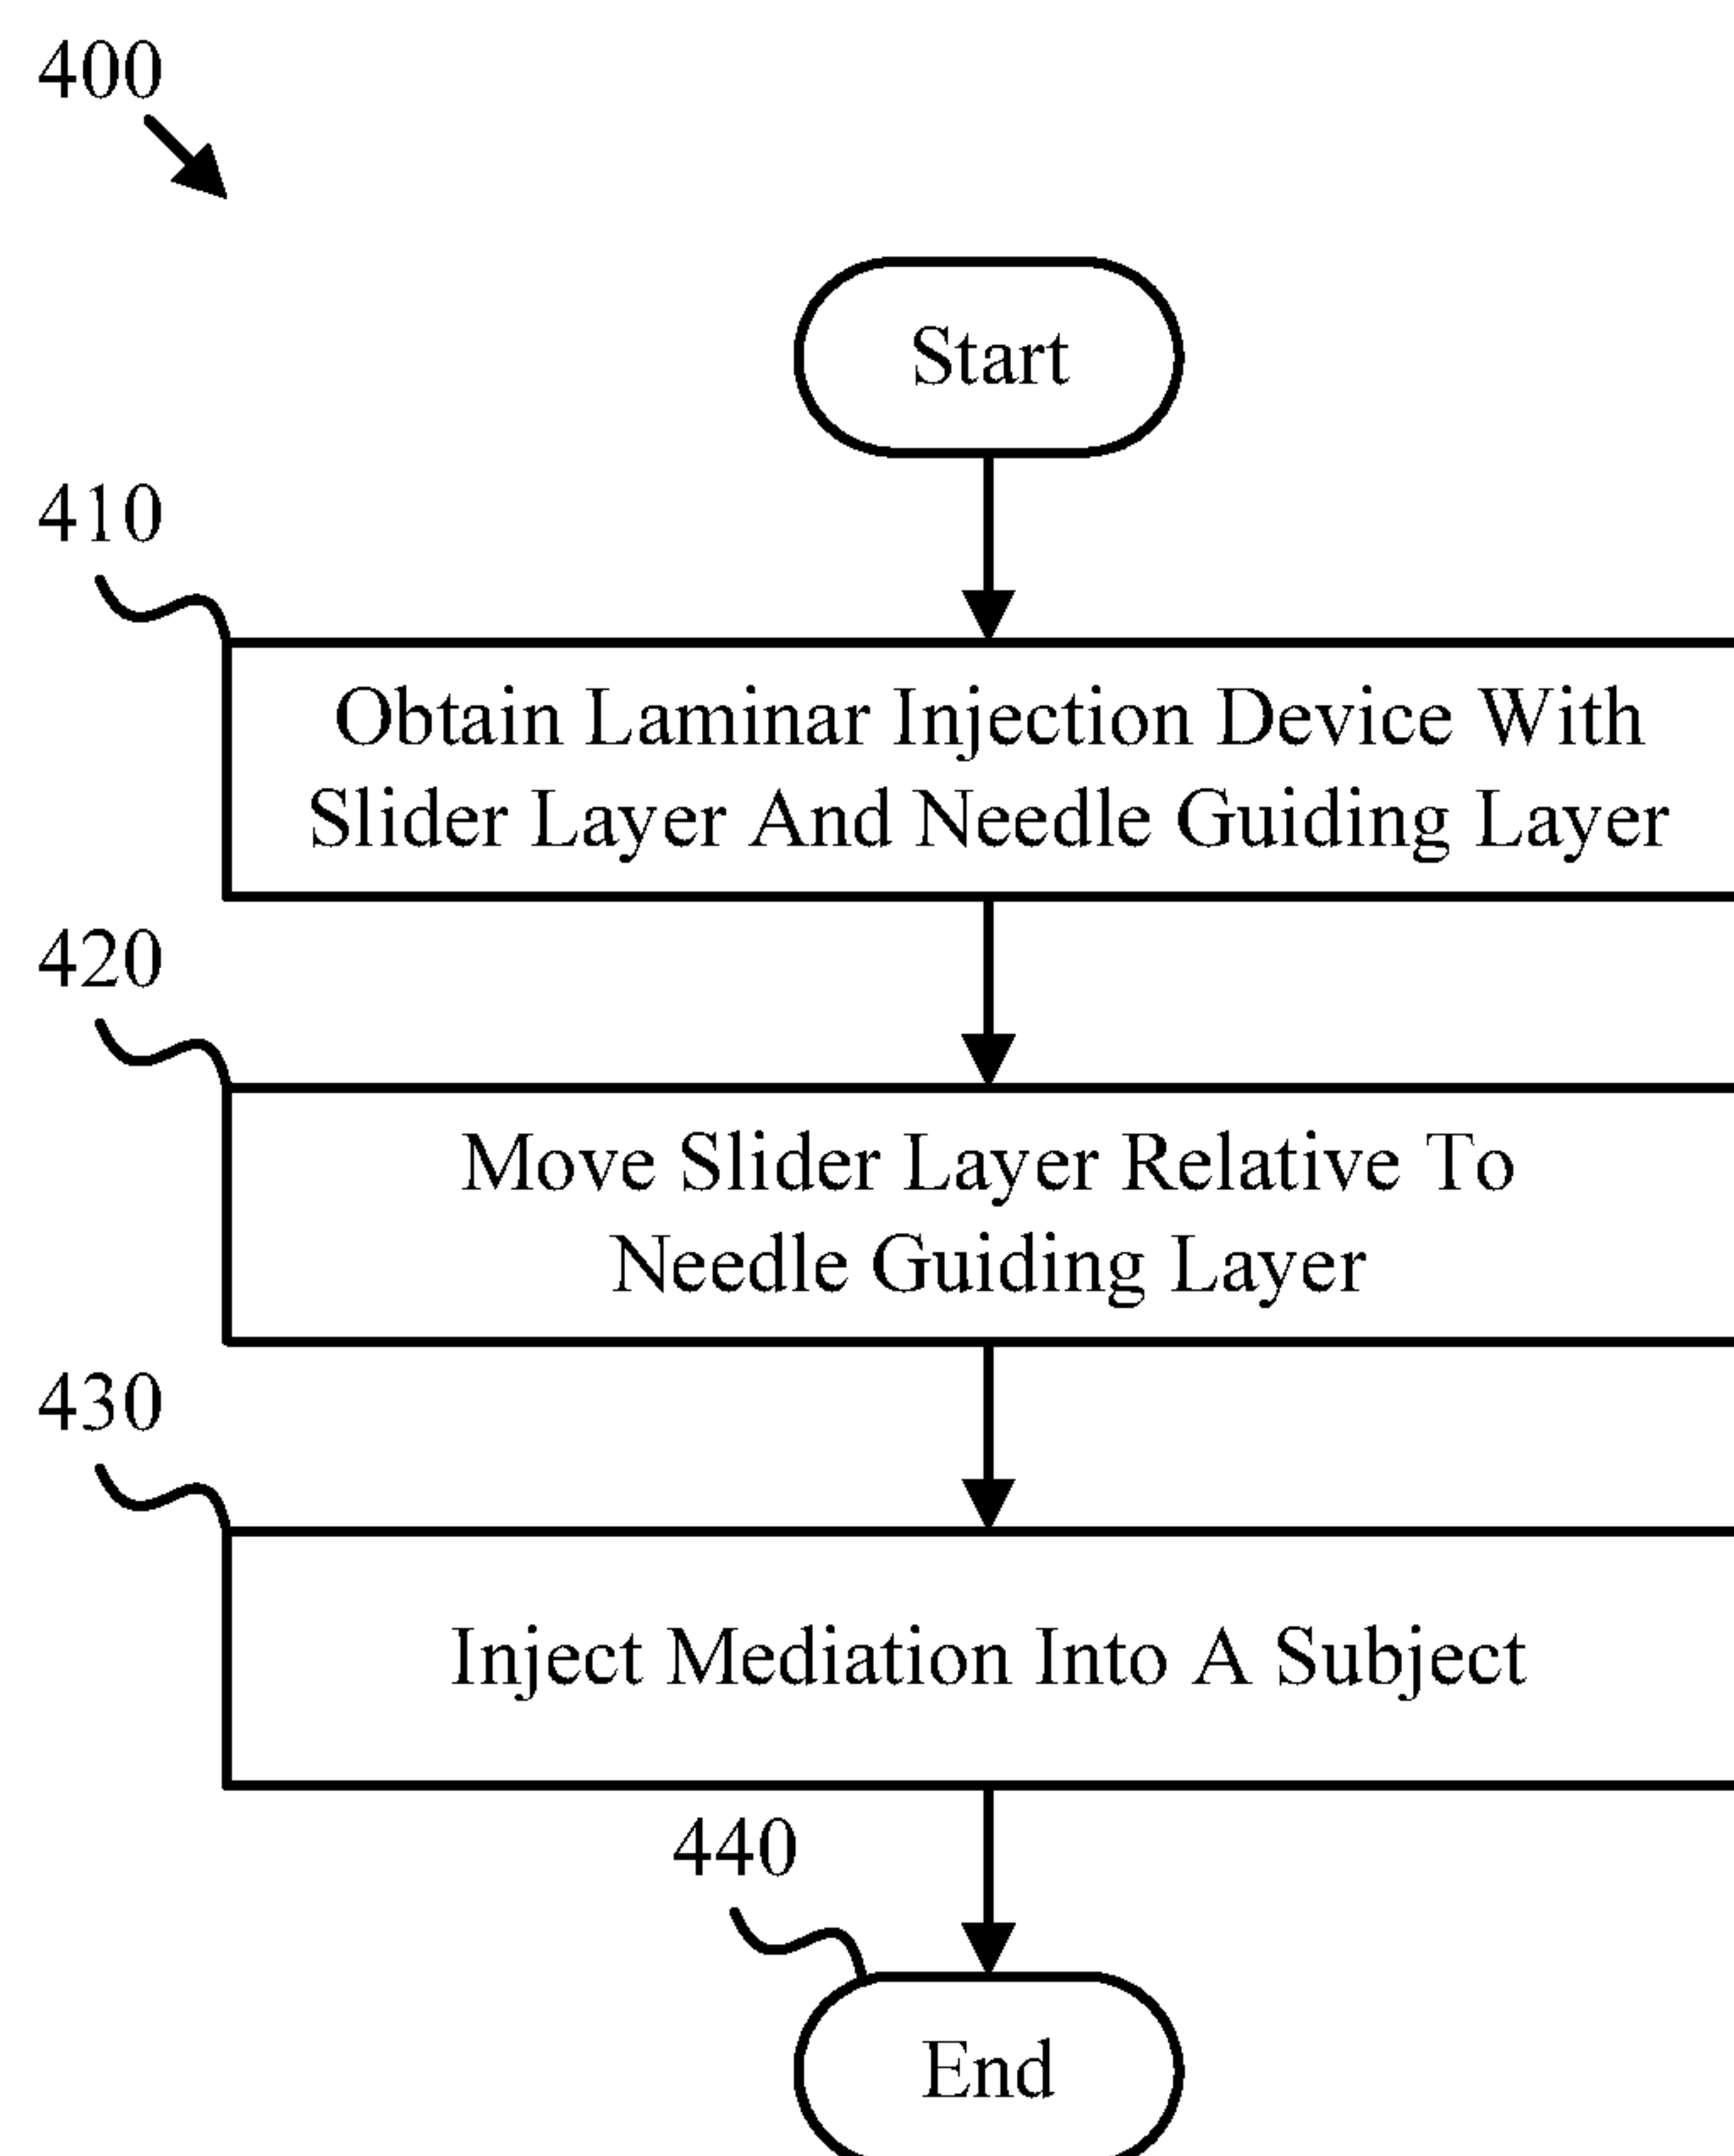 400
Start
410
Obtain Laminar Injection Device With
Slider Layer And Needle Guiding Layer
420
Move Slider Layer Relative To
Needle Guiding Layer
430
Inject Mediation Into A Subject
440
End